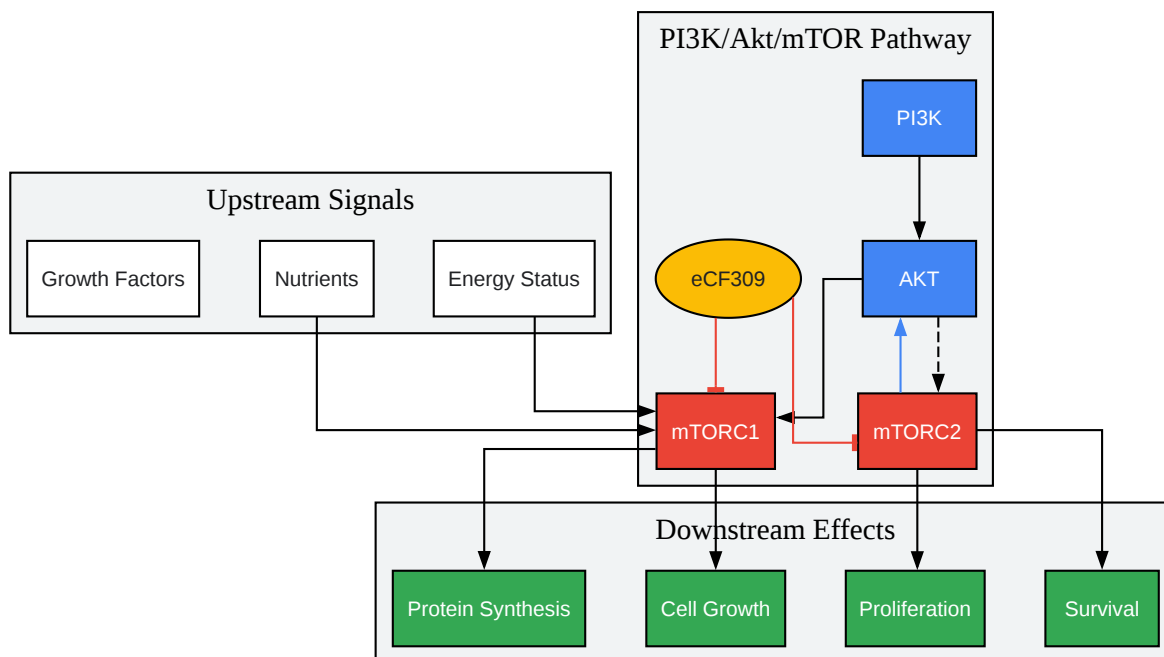 PI3K/Akt/mTOR Pathway
PI3K
Upstream Signals
Growth Factors
Nutrients
Energy Status
eCF309
AKT
mTORC1
mTORC2
Downstream Effects
Protein Synthesis
Cell Growth
Proliferation
Survival